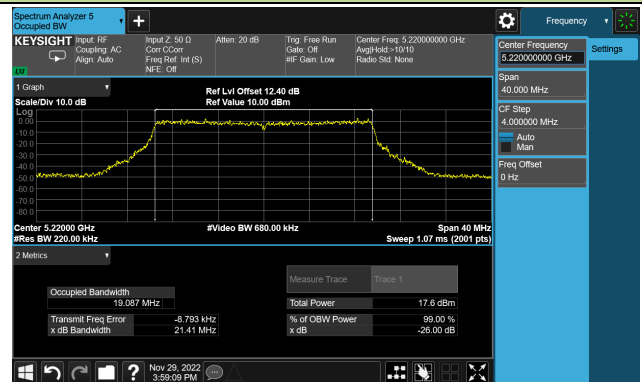 Spectrum Analyzer 5
Occupied BW
Frequency
KEYSIGHT
Input: RF
Coupling: AC
Align: Auto
Input Z: 50 Ω
Corr CCorr
Freq Ref: Int (S)
NFE: Off
Atten: 20 dB
Trig: Free Run
Gate: Off
#IF Gain: Low
Center Freq: 5.220000000 GHz
Avg|Hold:>10/10
Radio Std: None
LXI
Center Frequency
5.220000000 GHz
Settings
Span
40.000 MHz
CF Step
4.000000 MHz
Auto
Man
Freq Offset
0 Hz
1 Graph
Scale/Div 10.0 dB
Ref Lvl Offset 12.40 dB
Ref Value 10.00 dBm
Log
0.00
-10.0
-20.0
-30.0
-40.0
-50.0
-60.0
-70.0
-80.0
Center 5.22000 GHz
#Video BW 680.00 kHz
Span 40 MHz
#Res BW 220.00 kHz
Sweep 1.07 ms (2001 pts)
2 Metrics
Measure Trace
Trace 1
Occupied Bandwidth
19.087 MHz
Total Power
17.6 dBm
Transmit Freq Error
-8.793 kHz
% of OBW Power
99.00 %
x dB Bandwidth
21.41 MHz
x dB
-26.00 dB
Nov 29, 2022
3:59:09 PM